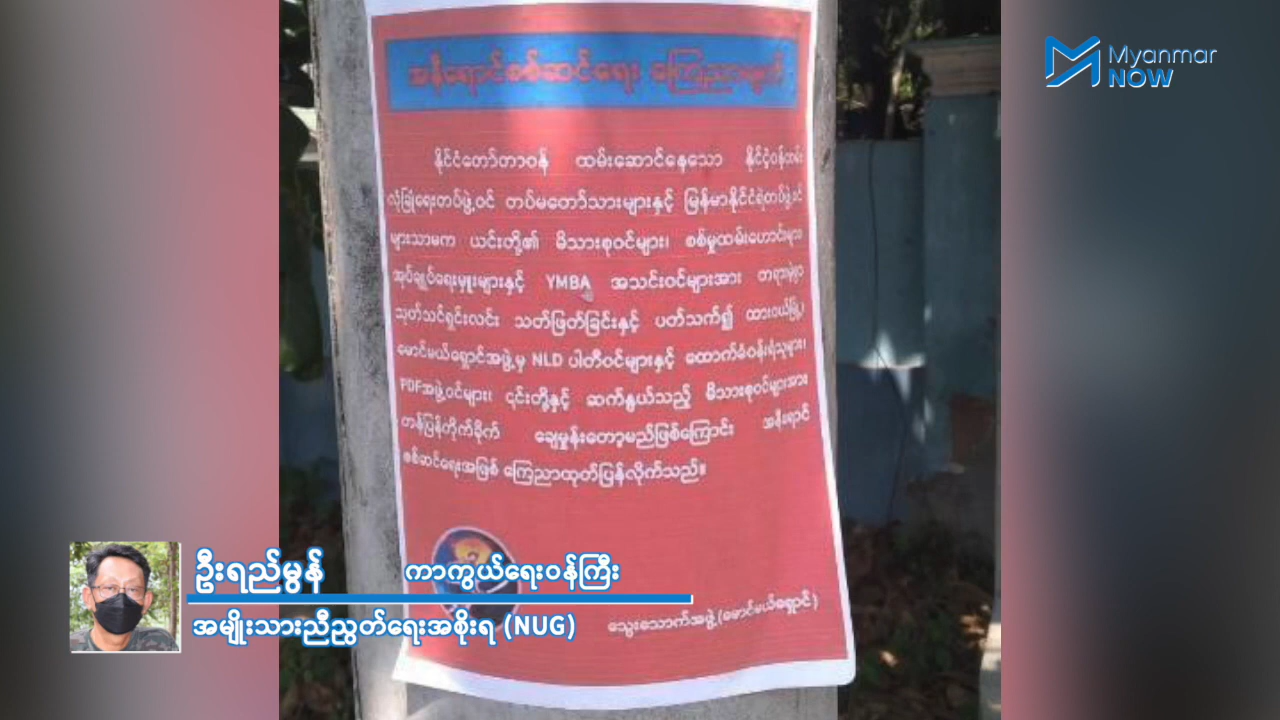 Myanmar
NOW
အနီရောင်စစ်ဆင်ရေး ကြေညာချက်
နိုင်ငံတော်တာဝန် ထမ်းဆောင်နေသော နိုင်ငံ့ဝန်ထမ်း
လုံခြုံရေးတပ်ဖွဲ့ဝင် တပ်မတော်သားများနှင့် မြန်မာနိုင်ငံရဲတပ်ဖွဲ့ဝင်
များသာမက ယင်းတို့၏ မိသားစုဝင်များ၊ စစ်မှုထမ်းဟောင်းများ
အုပ်ချုပ်ရေးမှူးများနှင့် YMBA အသင်းဝင်များအား တရားမဲ့စွာ
သုတ်သင်ရှင်းလင်း သတ်ဖြတ်ခြင်းနှင့် ပတ်သက်၍ ထားဝယ်မြို့၊
မောင်မယ်ရှောင်အဖွဲ့မှ NLD ပါတီဝင်များနှင့် ထောက်ခံဝန်းရံသူများ၊
PDFအဖွဲ့ဝင်များ၊ ၎င်းတို့နှင့် ဆက်နွယ်သည့် မိသားစုဝင်များအား
တန်ပြန်တိုက်ခိုက် ချေမှုန်းတော့မည်ဖြစ်ကြောင်း အနီရောင်
စစ်ဆင်ရေးအဖြစ် ကြေညာထုတ်ပြန်လိုက်သည်။
သွေးသောက်အဖွဲ့(မောင်မယ်ရှောင်)
ဦးရည်မွန် ကာကွယ်ရေးဝန်ကြီး
အမျိုးသားညီညွတ်ရေးအစိုးရ (NUG)